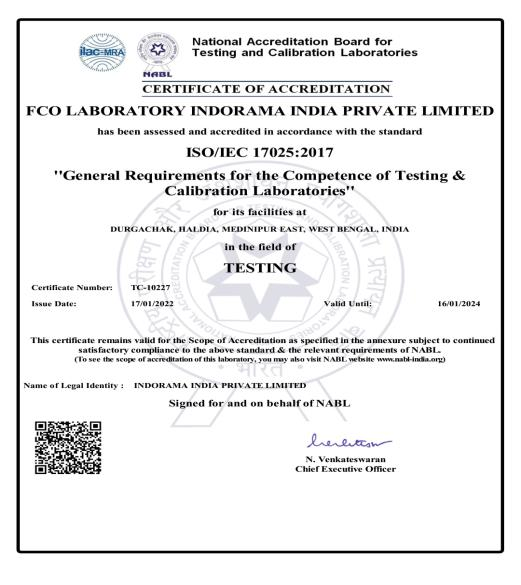 ilac-MRA
NABL
National Accreditation Board for
Testing and Calibration Laboratories
CERTIFICATE OF ACCREDITATION
FCO LABORATORY INDORAMA INDIA PRIVATE LIMITED
has been assessed and accredited in accordance with the standard
ISO/IEC 17025:2017
"General Requirements for the Competence of Testing &
Calibration Laboratories"
for its facilities at
DURGACHAK, HALDIA, MEDINIPUR EAST, WEST BENGAL, INDIA
in the field of
TESTING
Certificate Number: TC-10227
Issue Date: 17/01/2022 Valid Until: 16/01/2024
This certificate remains valid for the Scope of Accreditation as specified in the annexure subject to continued
satisfactory compliance to the above standard & the relevant requirements of NABL.
(To see the scope of accreditation of this laboratory, you may also visit NABL website www.nabl-india.org)
भारत
Name of Legal Identity : INDORAMA INDIA PRIVATE LIMITED
Signed for and on behalf of NABL
N. Venkateswaran
Chief Executive Officer